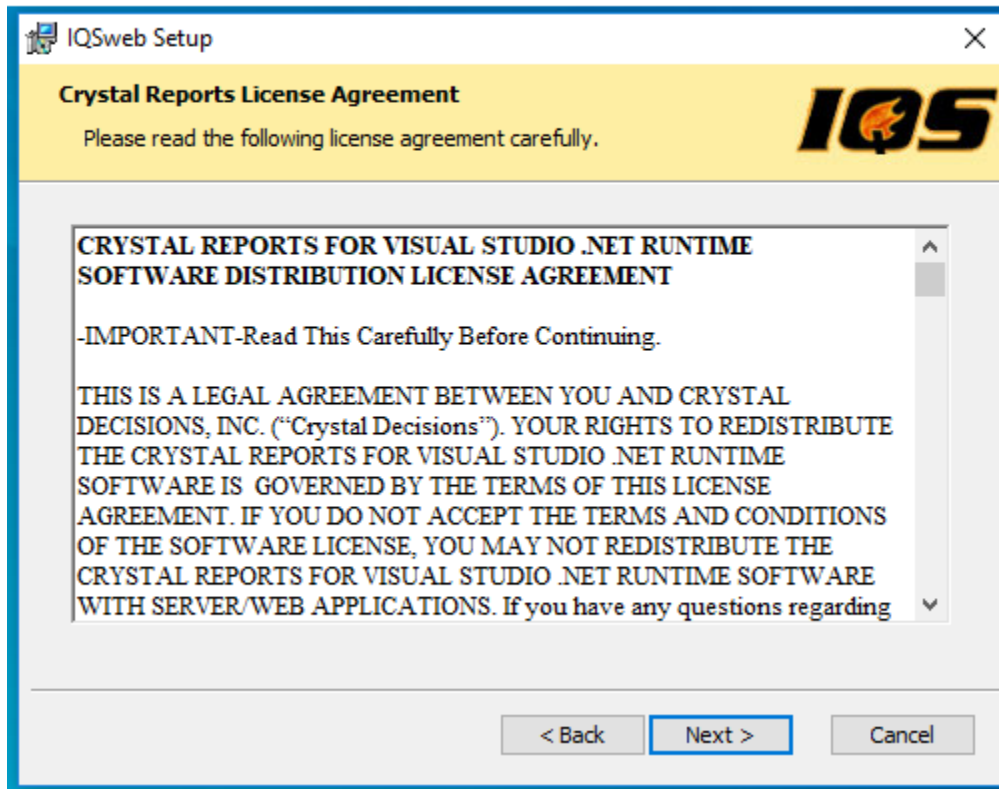 IQSweb Setup
Crystal Reports License Agreement
Please read the following license agreement carefully.
IQS
CRYSTAL REPORTS FOR VISUAL STUDIO .NET RUNTIME
SOFTWARE DISTRIBUTION LICENSE AGREEMENT
-IMPORTANT-Read This Carefully Before Continuing.
THIS IS A LEGAL AGREEMENT BETWEEN YOU AND CRYSTAL
DECISIONS, INC. (“Crystal Decisions”). YOUR RIGHTS TO REDISTRIBUTE
THE CRYSTAL REPORTS FOR VISUAL STUDIO .NET RUNTIME
SOFTWARE IS  GOVERNED BY THE TERMS OF THIS LICENSE
AGREEMENT. IF YOU DO NOT ACCEPT THE TERMS AND CONDITIONS
OF THE SOFTWARE LICENSE, YOU MAY NOT REDISTRIBUTE THE
CRYSTAL REPORTS FOR VISUAL STUDIO .NET RUNTIME SOFTWARE
WITH SERVER/WEB APPLICATIONS. If you have any questions regarding
< Back
Next >
Cancel